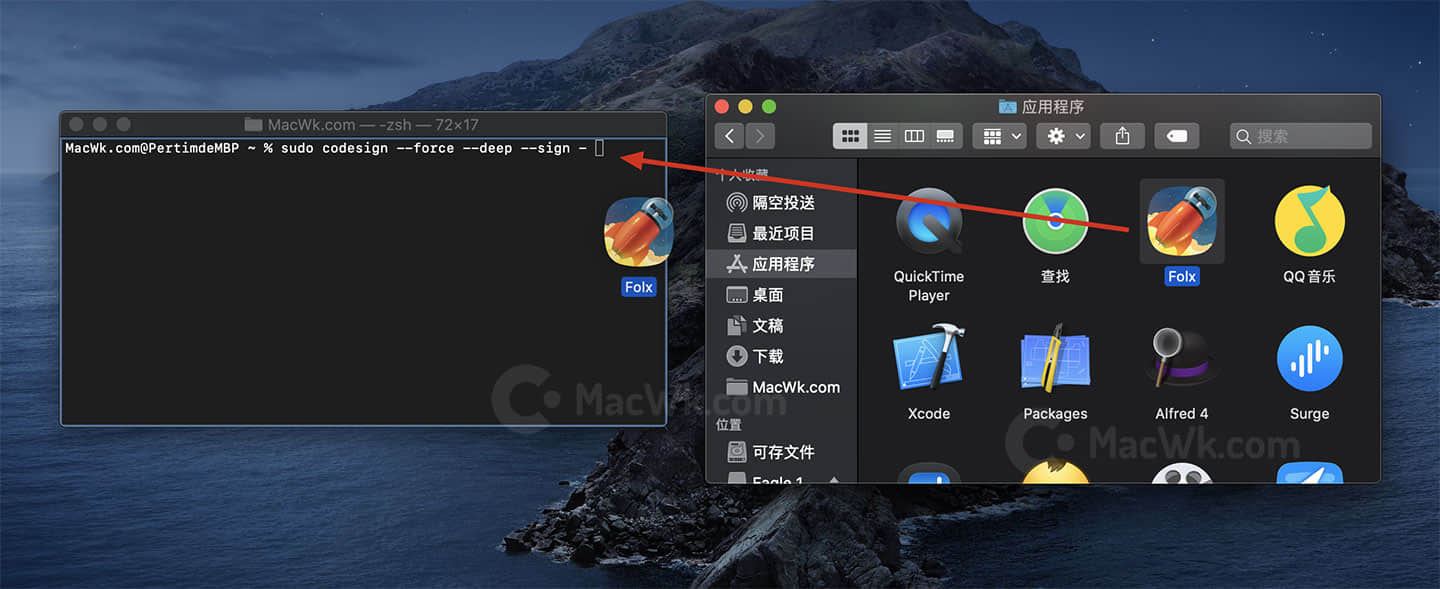 MacWk.com — -zsh — 72×17
MacWk.com@PertimdeMBP ~ % sudo codesign --force --deep --sign -
Folx
应用程序
搜索
个人收藏
隔空投送
最近项目
应用程序
桌面
文稿
下载
MacWk.com
位置
可存文件
Eagle 1
QuickTime
Player
查找
Folx
QQ音乐
Xcode
Packages
Alfred 4
Surge
MacWk.com
MacWk.com